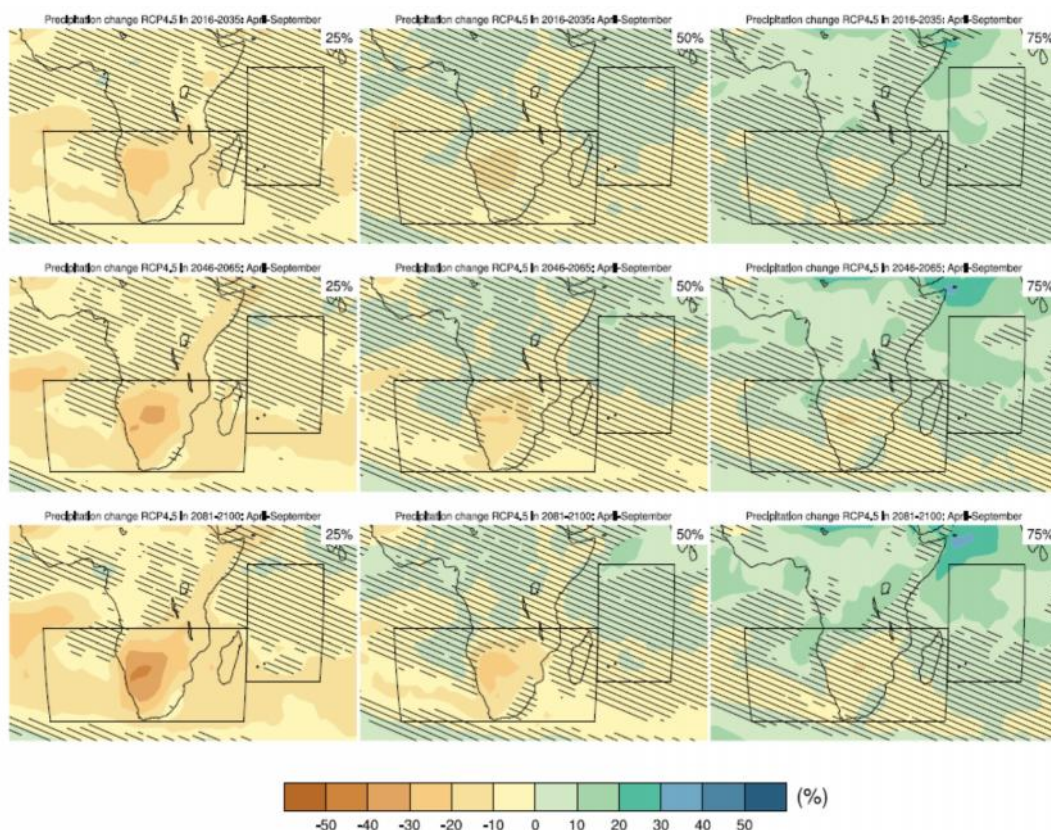 Precipitation change RCP4.5 in 2016-2035: April-September
25%
Precipitation change RCP4.5 in 2016-2035: April-September
50%
Precipitation change RCP4.5 in 2016-2035: April-September
75%
Precipitation change RCP4.5 in 2046-2065: April-September
25%
Precipitation change RCP4.5 in 2046-2065: April-September
50%
Precipitation change RCP4.5 in 2046-2065: April-September
75%
Precipitation change RCP4.5 in 2081-2100: April-September
25%
Precipitation change RCP4.5 in 2081-2100: April-September
50%
Precipitation change RCP4.5 in 2081-2100: April-September
75%
(%)
-50 -40 -30 -20 -10 0 10 20 30 40 50